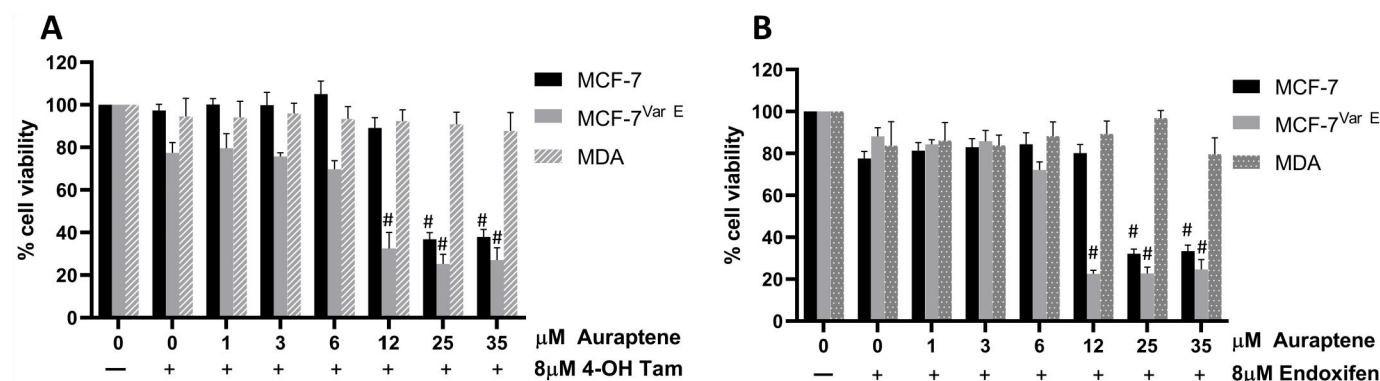 A
120
100
80
60
40
20
0
% cell viability
MCF-7
MCF-7Var E
MDA
# # # # #
0 0 1 3 6 12 25 35 μM Auraptene
— + + + + + + + 8μM 4-OH Tam
B
120
100
80
60
40
20
0
% cell viability
MCF-7
MCF-7Var E
MDA
# # # # #
0 0 1 3 6 12 25 35 μM Auraptene
— + + + + + + + 8μM Endoxifen